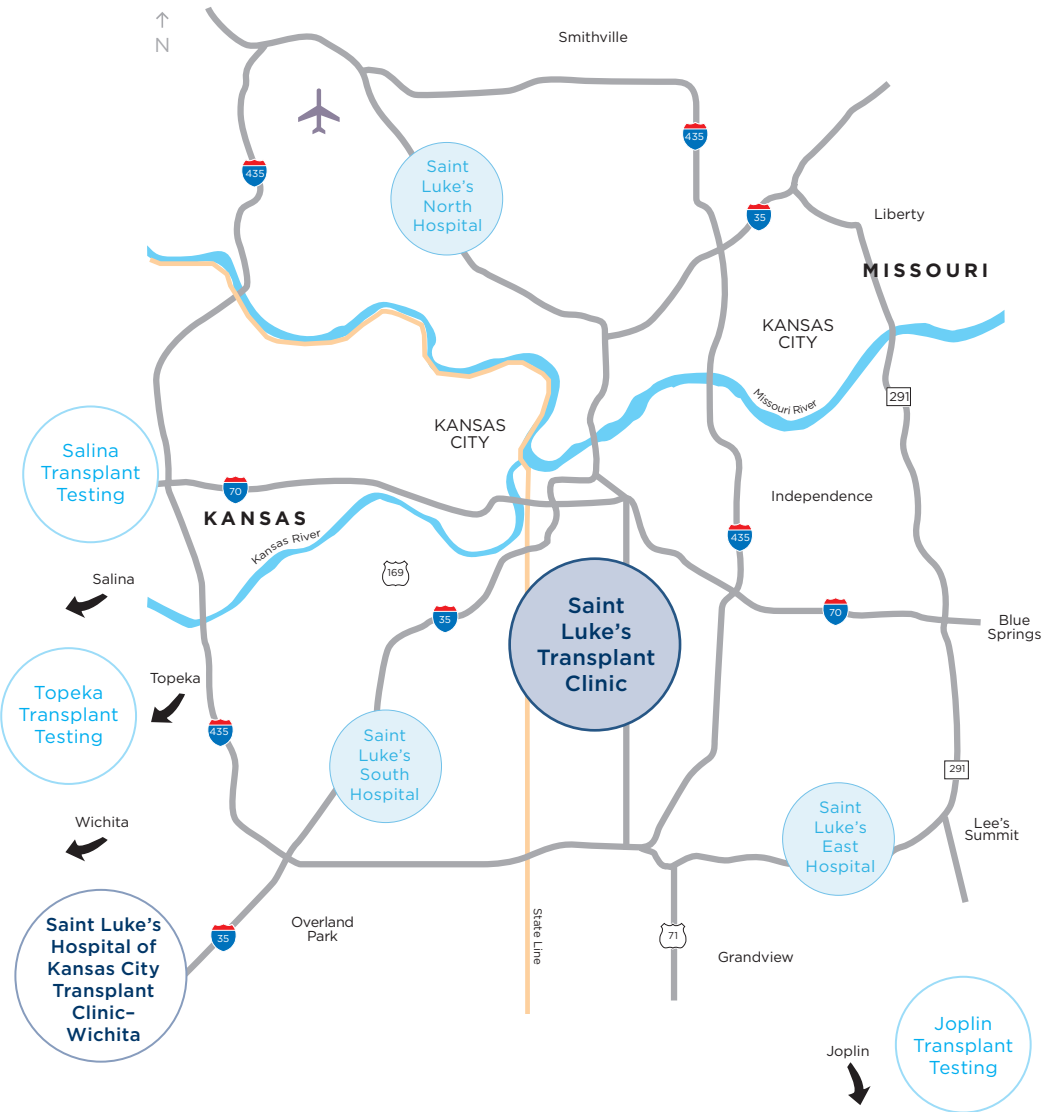 N
Smithville
435
435
Saint
Luke's
North
Hospital
35
Liberty
MISSOURI
KANSAS
CITY
291
Missouri River
KANSAS
CITY
Salina
Transplant
Testing
70
KANSAS
Independence
Kansas River
435
169
Salina
35
70
Blue
Springs
Saint
Luke's
Transplant
Clinic
Topeka
Topeka
Transplant
Testing
435
Saint
Luke's
South
Hospital
291
Saint
Luke's
East
Hospital
Wichita
Lee's
Summit
Saint Luke's
Hospital of
Kansas City
Transplant
Clinic–
Wichita
35
Overland
Park
State Line
71
Grandview
Joplin
Joplin
Transplant
Testing